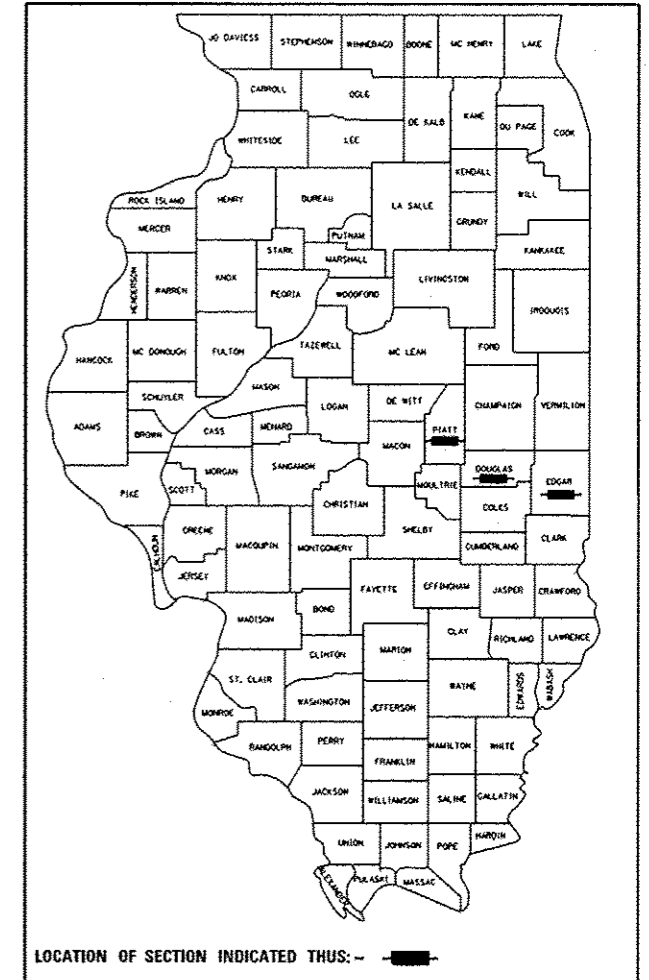 JO DAVIESS STEPHENSON WINNEBAGO BOONE MC HENRY LAKE
CARROLL OGLE
DE KALB KANE DU PAGE COOK
WHITESIDE LEE
KENDALL WILL
ROCK ISLAND HENRY BUREAU LA SALLE GRUNDY
MERCER PUTNAM KANKAKEE
STARK MARSHALL
HENDERSON WARREN KNOX PEORIA WOODFORD LIVINGSTON IROQUOIS
TAZEWELL MC LEAN FORD
HANCOCK MC DONOUGH FULTON
MASON
SCHUYLER LOGAN DE WITT CHAMPAIGN VERMILION
ADAMS BROWN CASS MENARD MACON PIATT
MORGAN SANGAMON MOULTRIE DOUGLAS EDGAR
PIKE SCOTT CHRISTIAN COLES
GREENE MACOUPIN MONTGOMERY SHELBY CUMBERLAND CLARK
CALHOUN JERSEY
FAYETTE EFFINGHAM JASPER CRAWFORD
MADISON BOND
CLAY RICHLAND LAWRENCE
CLINTON MARION
ST. CLAIR WAYNE EDWARDS WABASH
WASHINGTON JEFFERSON
MONROE
RANDOLPH PERRY HAMILTON WHITE
FRANKLIN
JACKSON WILLIAMSON SALINE GALLATIN
UNION JOHNSON POPE HARDIN
ALEXANDER PULASKI MASSAC
LOCATION OF SECTION INDICATED THUS:-